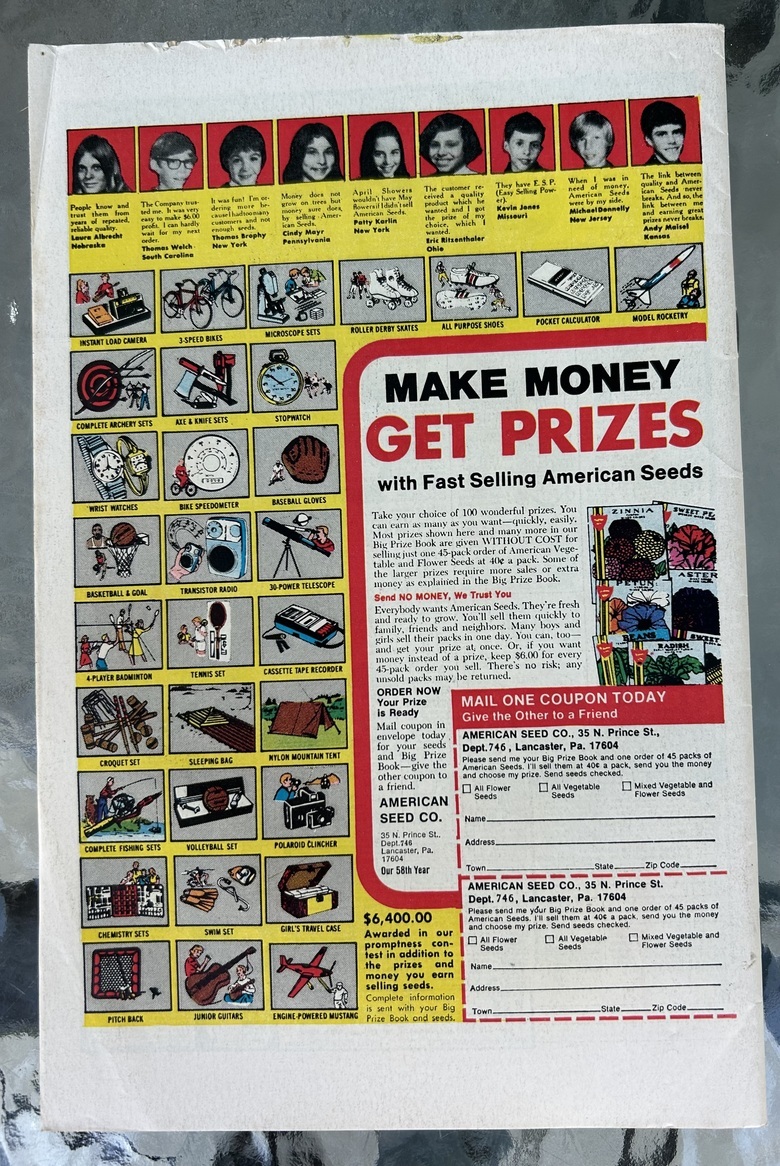 People know and
trust them from
years of repeated,
reliable quality.
Laura Albrecht
Nebraska
The Company trus-
ted me. It was very
easy to make $6.00
profit. I can hardly
wait for my next
order.
Thomas Welch
South Carolina
It was fun! I'm or-
dering more be-
cause I had too many
customers and not
enough seeds.
Thomas Brophy
New York
Money does not
grow on trees but
money sure does,
by selling Amer-
ican Seeds.
Cindy Mayr
Pennsylvania
April Showers
wouldn't have May
flowers if I didn't sell
American Seeds.
Patty Karlin
New York
The customer re-
ceived a quality
product which he
wanted and I got
the prize of my
choice, which I
wanted.
Eric Ritzenthaler
Ohio
They have E.S.P.
(Easy Selling Pow-
er)
Kevin Jones
Missouri
When I was in
need of money,
American Seeds
were by my side.
Michael Donnelly
New Jersey
The link between
quality and Amer-
ican Seeds never
breaks. And so, the
link between me
and earning great
prizes never breaks.
Andy Maisel
Kansas
INSTANT LOAD CAMERA
3-SPEED BIKES
MICROSCOPE SETS
ROLLER DERBY SKATES
ALL PURPOSE SHOES
POCKET CALCULATOR
MODEL ROCKETRY
COMPLETE ARCHERY SETS
AXE & KNIFE SETS
STOPWATCH
WRIST WATCHES
BIKE SPEEDOMETER
BASEBALL GLOVES
BASKETBALL & GOAL
TRANSISTOR RADIO
30-POWER TELESCOPE
4-PLAYER BADMINTON
TENNIS SET
CASSETTE TAPE RECORDER
CROQUET SET
SLEEPING BAG
NYLON MOUNTAIN TENT
COMPLETE FISHING SETS
VOLLEYBALL SET
POLAROID CLINCHER
CHEMISTRY SETS
SWIM SET
GIRL'S TRAVEL CASE
PITCH BACK
JUNIOR GUITARS
ENGINE-POWERED MUSTANG
MAKE MONEY
GET PRIZES
with Fast Selling American Seeds
Take your choice of 100 wonderful prizes. You
can earn as many as you want—quickly, easily.
Most prizes shown here and many more in our
Big Prize Book are given WITHOUT COST for
selling just one 45-pack order of American Vege-
table and Flower Seeds at 40¢ a pack. Some of
the larger prizes require more sales or extra
money as explained in the Big Prize Book.
Send NO MONEY, We Trust You
Everybody wants American Seeds. They're fresh
and ready to grow. You'll sell them quickly to
family, friends and neighbors. Many boys and
girls sell their packs in one day. You can, too—
and get your prize at once. Or, if you want
money instead of a prize, keep $6.00 for every
45-pack order you sell. There's no risk; any
unsold packs may be returned.
ZINNIA
SWEET PE
ASTER
PETUN
BEANS
SWEET
RADISH
ORDER NOW
Your Prize
is Ready
Mail coupon in
envelope today
for your seeds
and Big Prize
Book—give the
other coupon to
a friend.
AMERICAN
SEED CO.
35 N. Prince St.,
Dept.746
Lancaster, Pa.
17604
Our 58th Year
MAIL ONE COUPON TODAY
Give the Other to a Friend
AMERICAN SEED CO., 35 N. Prince St.,
Dept.746, Lancaster, Pa. 17604
Please send me your Big Prize Book and one order of 45 packs of
American Seeds. I'll sell them at 40¢ a pack, send you the money
and choose my prize. Send seeds checked.
All Flower Seeds
All Vegetable Seeds
Mixed Vegetable and Flower Seeds
Name
Address
Town State Zip Code
AMERICAN SEED CO., 35 N. Prince St.
Dept. 746, Lancaster, Pa. 17604
Please send me your Big Prize Book and one order of 45 packs of
American Seeds. I'll sell them at 40¢ a pack, send you the money
and choose my prize. Send seeds checked.
All Flower Seeds
All Vegetable Seeds
Mixed Vegetable and Flower Seeds
Name
Address
Town State Zip Code
$6,400.00
Awarded in our
promptness con-
test in addition to
the prizes and
money you earn
selling seeds.
Complete information
is sent with your Big
Prize Book and seeds.